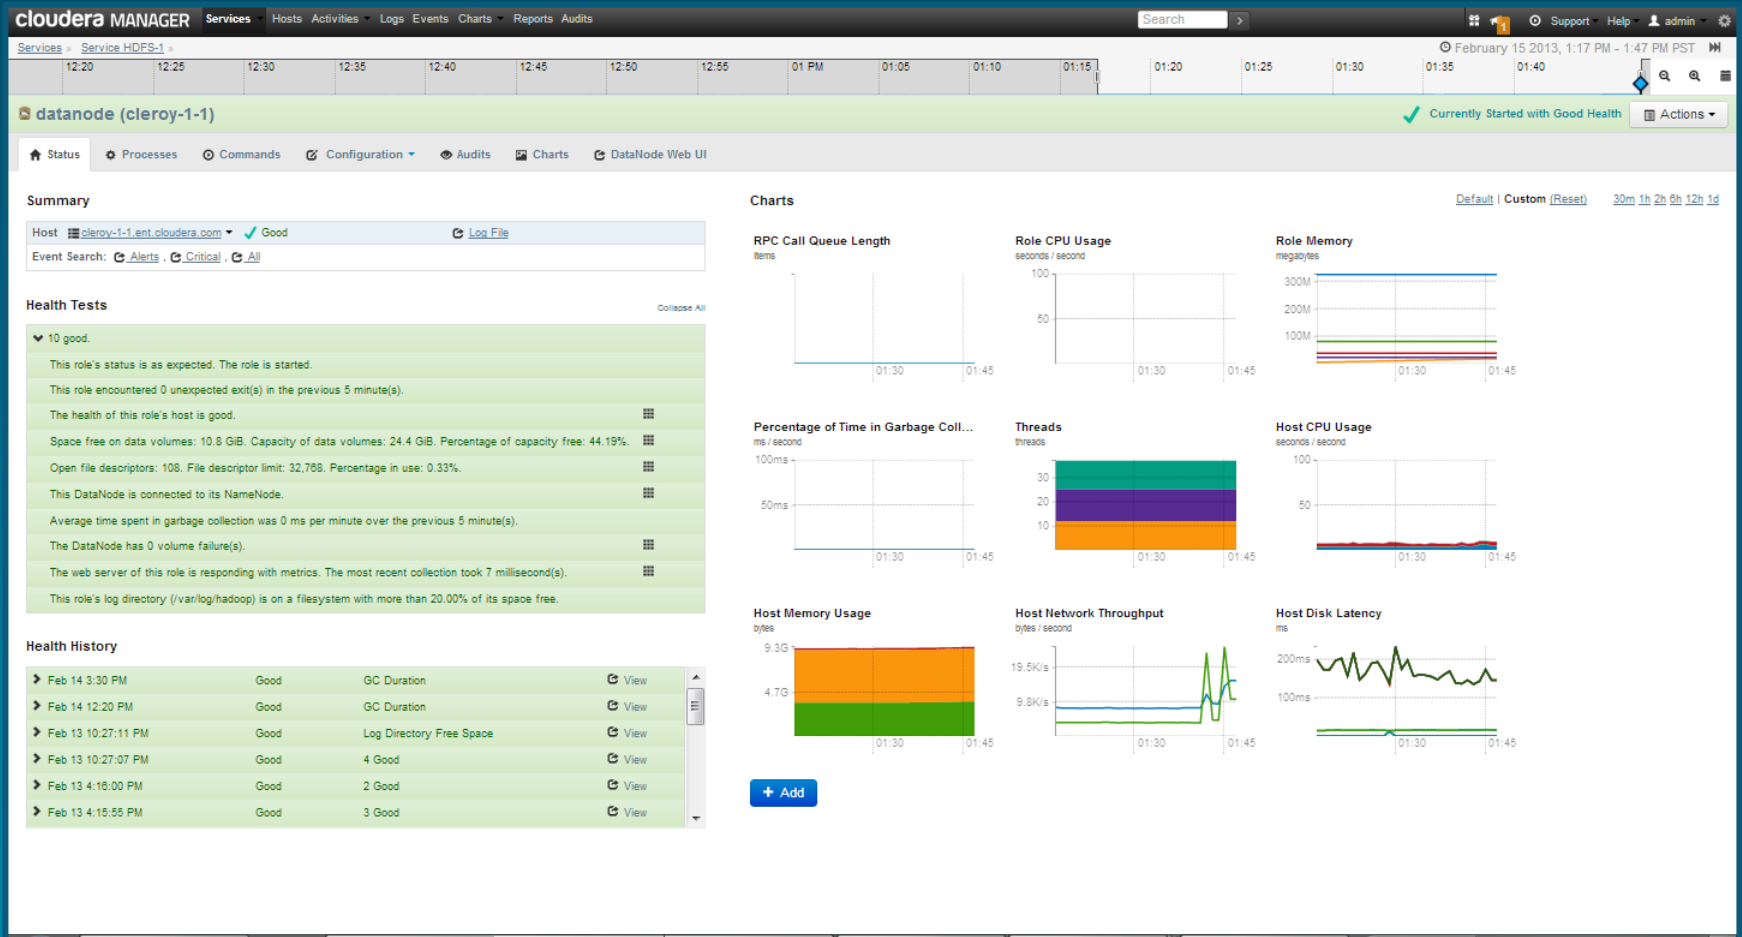 cloudera MANAGER Services Hosts Activities Logs Events Charts Reports Audits Search 1 Support Help admin
Services » Service HDFS-1 » February 15 2013, 1:17 PM - 1:47 PM PST
12:20 12:25 12:30 12:35 12:40 12:45 12:50 12:55 01 PM 01:05 01:10 01:15 01:20 01:25 01:30 01:35 01:40
datanode (cleroy-1-1) Currently Started with Good Health Actions
Status Processes Commands Configuration Audits Charts DataNode Web UI
Summary
Host cleroy-1-1.ent.cloudera.com Good Log File
Event Search: Alerts , Critical , All
Health Tests Collapse All
10 good.
This role's status is as expected. The role is started.
This role encountered 0 unexpected exit(s) in the previous 5 minute(s).
The health of this role's host is good.
Space free on data volumes: 10.8 GiB. Capacity of data volumes: 24.4 GiB. Percentage of capacity free: 44.19%.
Open file descriptors: 108. File descriptor limit: 32,768. Percentage in use: 0.33%.
This DataNode is connected to its NameNode.
Average time spent in garbage collection was 0 ms per minute over the previous 5 minute(s).
The DataNode has 0 volume failure(s).
The web server of this role is responding with metrics. The most recent collection took 7 millisecond(s).
This role's log directory (/var/log/hadoop) is on a filesystem with more than 20.00% of its space free.
Health History
Feb 14 3:30 PM Good GC Duration View
Feb 14 12:20 PM Good GC Duration View
Feb 13 10:27:11 PM Good Log Directory Free Space View
Feb 13 10:27:07 PM Good 4 Good View
Feb 13 4:16:00 PM Good 2 Good View
Feb 13 4:15:55 PM Good 3 Good View
Charts Default | Custom (Reset) 30m 1h 2h 6h 12h 1d
RPC Call Queue Length
items
01:30 01:45
Role CPU Usage
seconds / second
100
50
01:30 01:45
Role Memory
megabytes
300M
200M
100M
01:30 01:45
Percentage of Time in Garbage Coll...
ms / second
100ms
50ms
01:30 01:45
Threads
threads
30
20
10
01:30 01:45
Host CPU Usage
seconds / second
100
50
01:30 01:45
Host Memory Usage
bytes
9.3G
4.7G
01:30 01:45
Host Network Throughput
bytes / second
19.5K/s
9.8K/s
01:30 01:45
Host Disk Latency
ms
200ms
100ms
01:30 01:45
+ Add